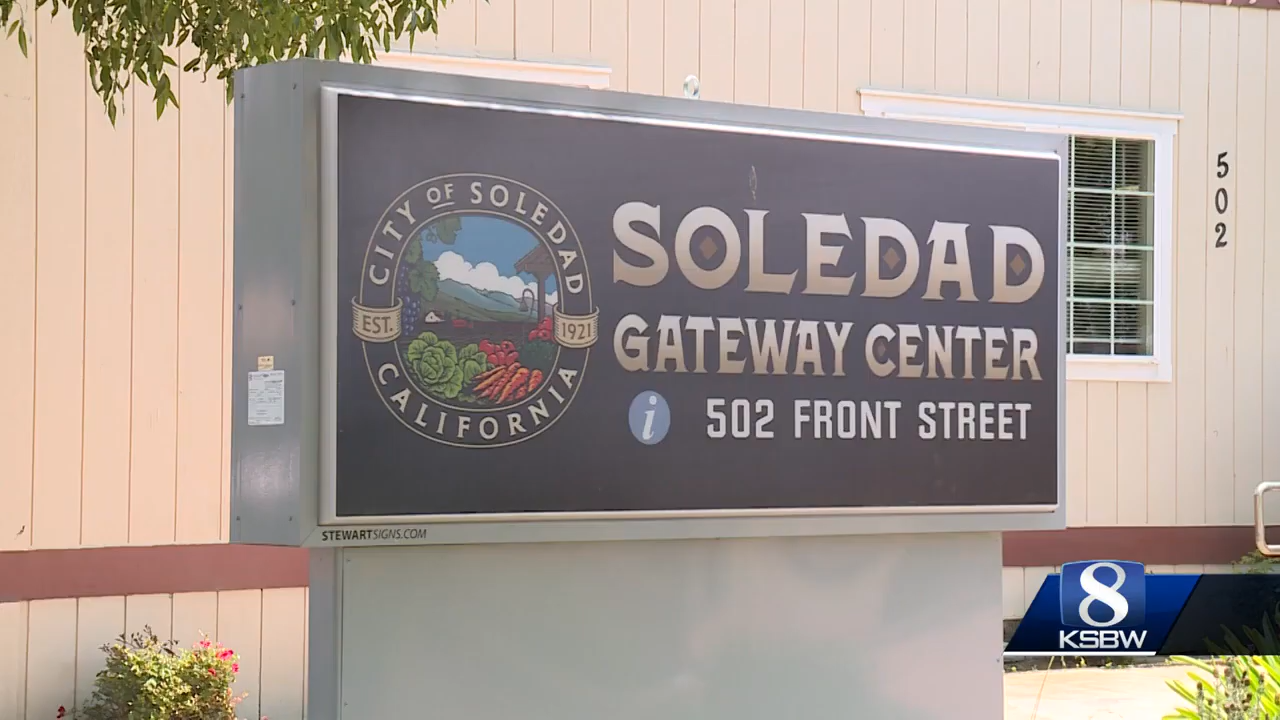 CITY OF SOLEDAD
EST. 1921
CALIFORNIA
SOLEDAD
GATEWAY CENTER
i 502 FRONT STREET
STEWARTSIGNS.COM
502
8
KSBW